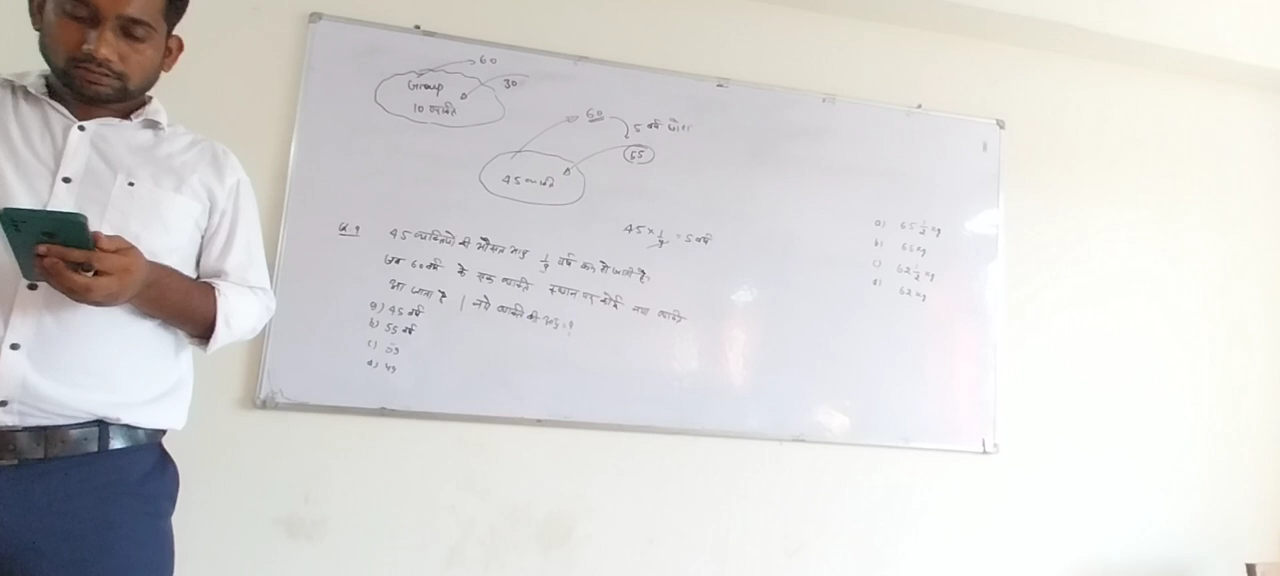 60
Group
30
10 व्यक्ति
60
5 वर्ष
55
45 व्यक्ति
45 × 1/9 = 5 वर्ष
Q.9 45 व्यक्तियों की औसत आयु 1/9 वर्ष कम हो जाती है,
जब 60 वर्ष के एक व्यक्ति स्थान पर कोई नया व्यक्ति
आ जाता है | नये व्यक्ति की आयु = ?
a) 45 वर्ष
b) 55 वर्ष
c)
d) 49
a) 65 1/2 kg
b) 65 kg
c) 62 1/2 kg
d) 62 kg